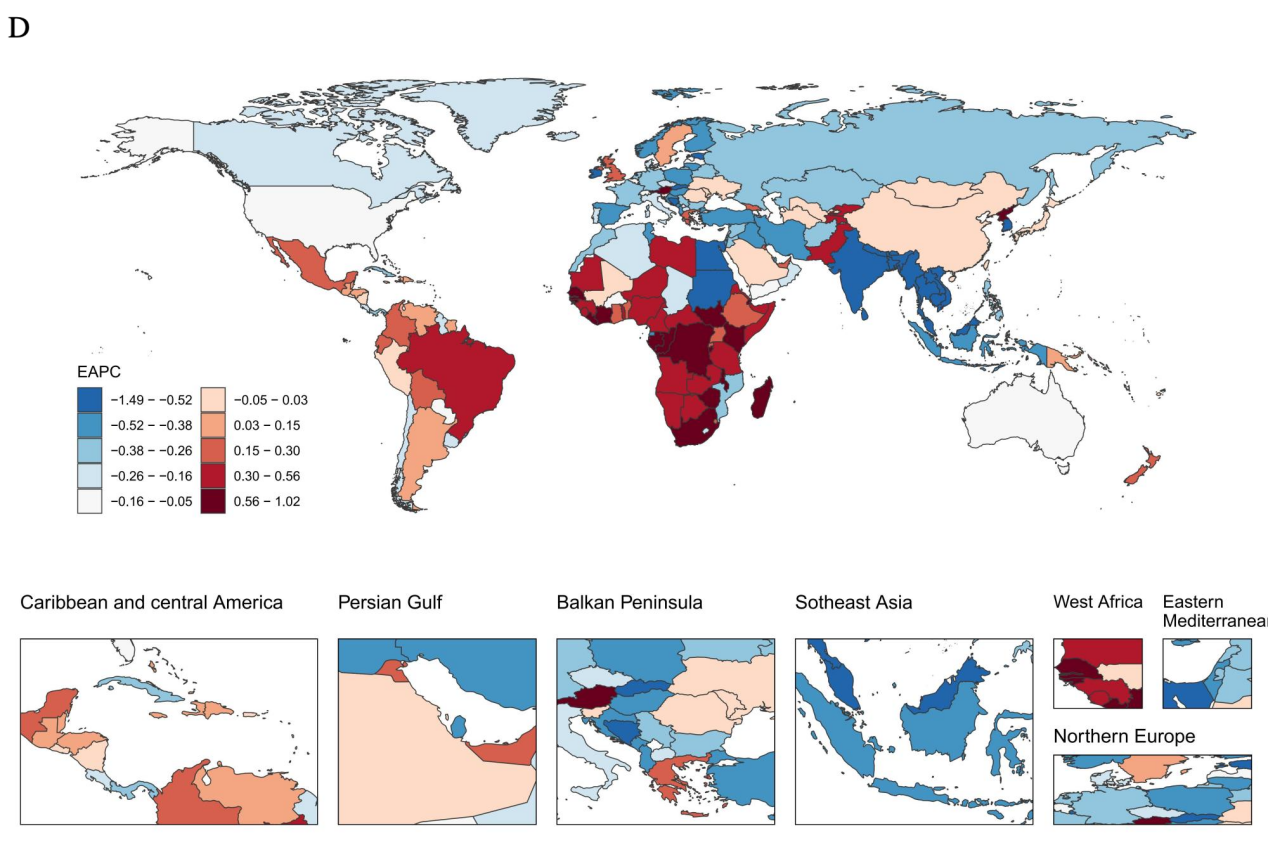 D
EAPC
−1.49 − −0.52
−0.52 − −0.38
−0.38 − −0.26
−0.26 − −0.16
−0.16 − −0.05
−0.05 − 0.03
0.03 − 0.15
0.15 − 0.30
0.30 − 0.56
0.56 − 1.02
Caribbean and central America
Persian Gulf
Balkan Peninsula
Sotheast Asia
West Africa
Eastern
Mediterranear
Northern Europe